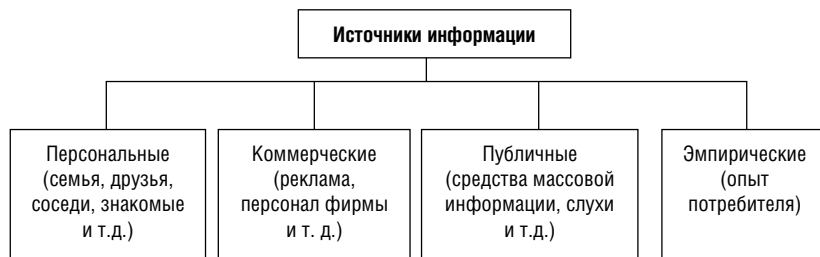 Источники информации
Персональные
(семья, друзья,
соседи, знакомые
и т.д.)
Коммерческие
(реклама,
персонал фирмы
и т. д.)
Публичные
(средства массовой
информации, слухи
и т.д.)
Эмпирические
(опыт
потребителя)